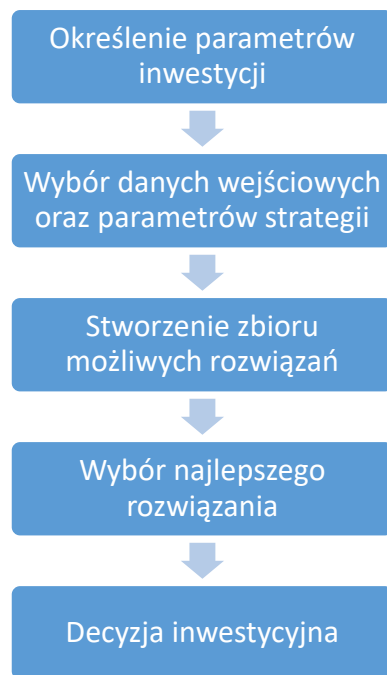 Określenie parametrów
inwestycji
Wybór danych wejściowych
oraz parametrów strategii
Stworzenie zbioru
możliwych rozwiązań
Wybór najlepszego
rozwiązania
Decyzja inwestycyjna